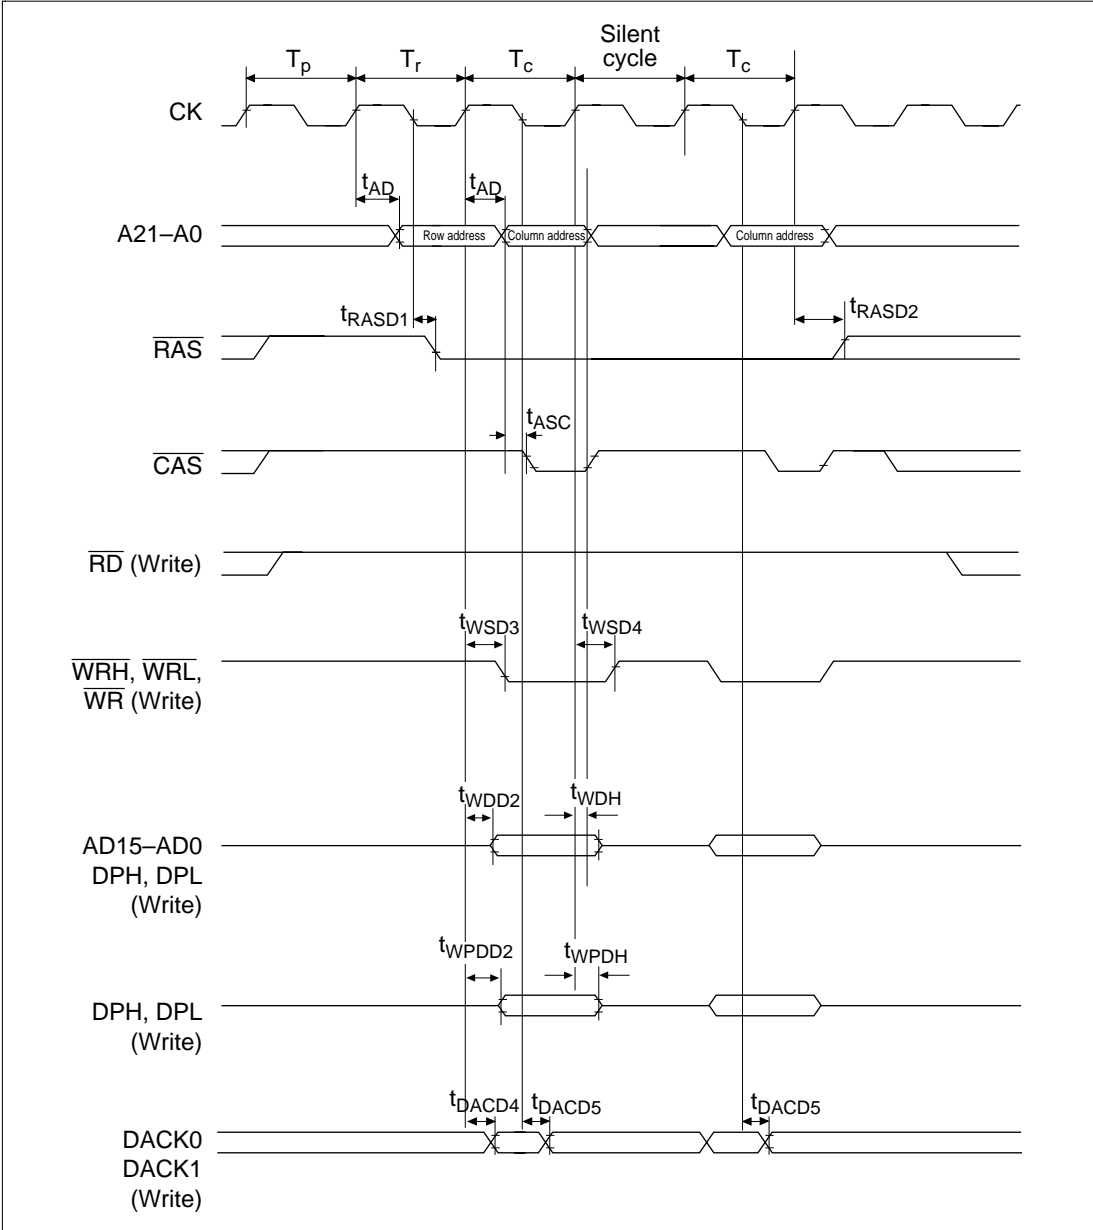 Silent
Tp Tr Tc cycle Tc
CK
tAD tAD
A21–A0 Row address Column address Column address
tRASD1 tRASD2
RAS
tASC
CAS
RD (Write)
tWSD3 tWSD4
WRH, WRL,
WR (Write)
tWDD2 tWDH
AD15–AD0
DPH, DPL
(Write)
tWPDD2 tWPDH
DPH, DPL
(Write)
tDACD4 tDACD5 tDACD5
DACK0
DACK1
(Write)